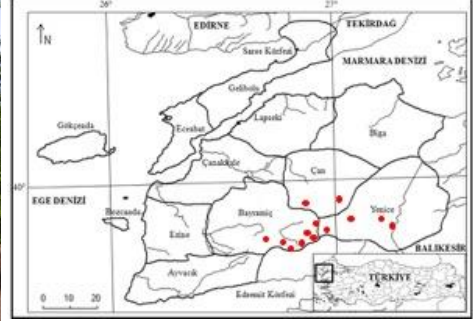 26°
27°
EDİRNE
TEKİRDAĞ
N
Saros Körfezi
MARMARA DENİZİ
Gelibolu
Lapseki
Gökçeada
Eceabat
Biga
Çanakkale
Çan
40°
EGE DENİZİ
Bozcaada
Bayramiç
Yenice
Ezine
BALIKESİR
Ayvacık
TÜRKİYE
Edremit Körfezi
0 10 20